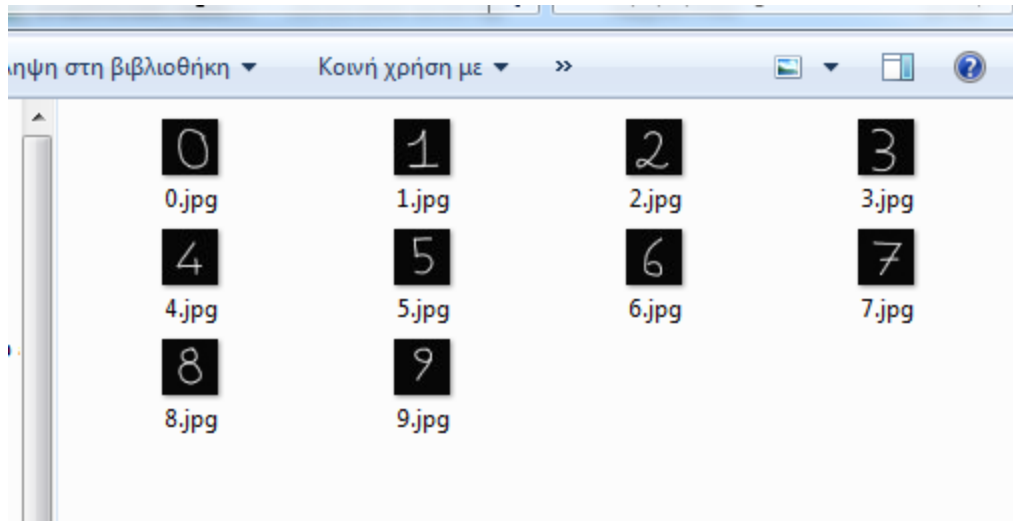 ληψη στη βιβλιοθήκη Κοινή χρήση με »
0 1 2 3
0.jpg 1.jpg 2.jpg 3.jpg
4 5 6 7
4.jpg 5.jpg 6.jpg 7.jpg
8 9
8.jpg 9.jpg